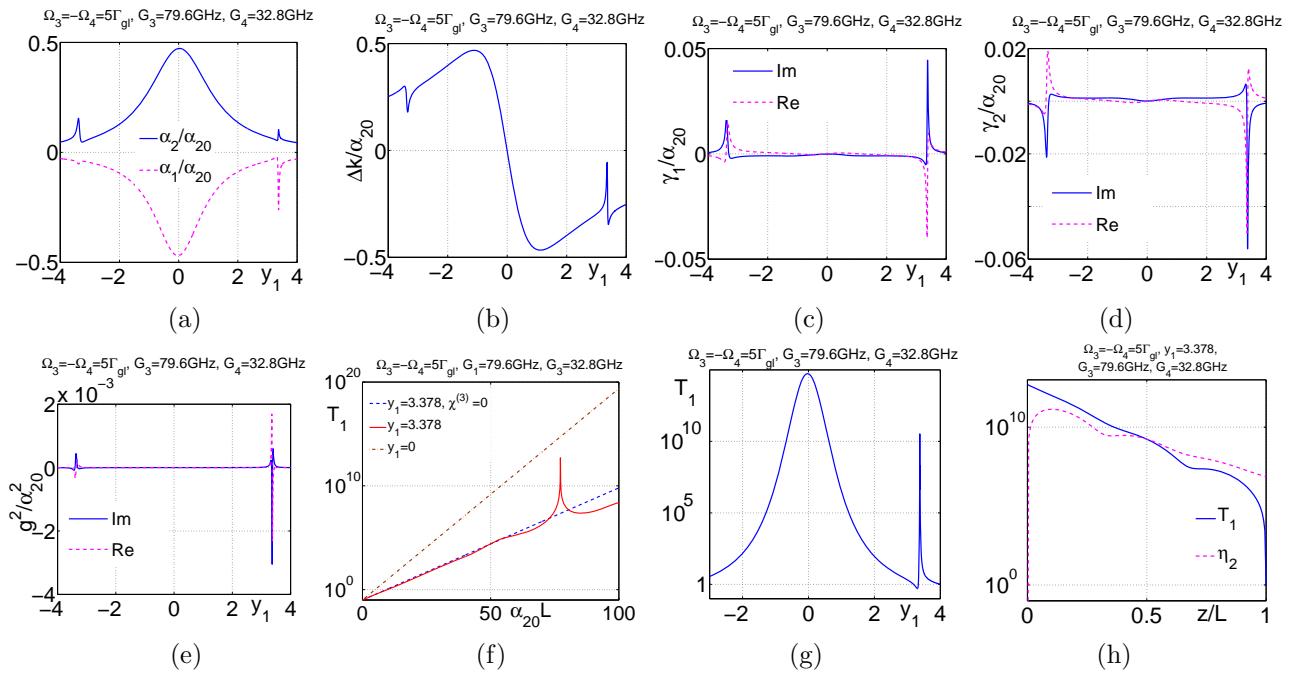 Ω3=−Ω4=5Γgl, G3=79.6GHz, G4=32.8GHz
0.5
0
−0.5
−4 −2 0 2 4
y1
α2/α20
α1/α20
(a)
Ω3=−Ω4=5Γgl, G3=79.6GHz, G4=32.8GHz
Δk/α20
0.5
0
−0.5
−4 −2 0 2 4
y1
(b)
Ω3=−Ω4=5Γgl, G3=79.6GHz, G4=32.8GHz
γ1/α20
0.05
0
−0.05
−4 −2 0 2 4
y1
Im
Re
(c)
Ω3=−Ω4=5Γgl, G3=79.6GHz, G4=32.8GHz
γ2/α20
0.02
0
−0.02
−0.06
−4 −2 0 2 4
y1
Im
Re
(d)
Ω3=−Ω4=5Γgl, G3=79.6GHz, G4=32.8GHz
x 10−3
g2/α220
2
0
−2
−4
−4 −2 0 2 4
y1
Im
Re
(e)
Ω3=−Ω4=5Γgl, G1=79.6GHz, G3=32.8GHz
T1
1020
1010
100
0 50 100
α20L
y1=3.378, χ(3)=0
y1=3.378
y1=0
(f)
Ω3=−Ω4=5Γgl, G3=79.6GHz, G4=32.8GHz
T1
1010
105
1
−2 0 2 4
y1
(g)
Ω3=−Ω4=5Γgl, y1=3.378,
G3=79.6GHz, G4=32.8GHz
1010
100
0 0.5 1
z/L
T1
η2
(h)